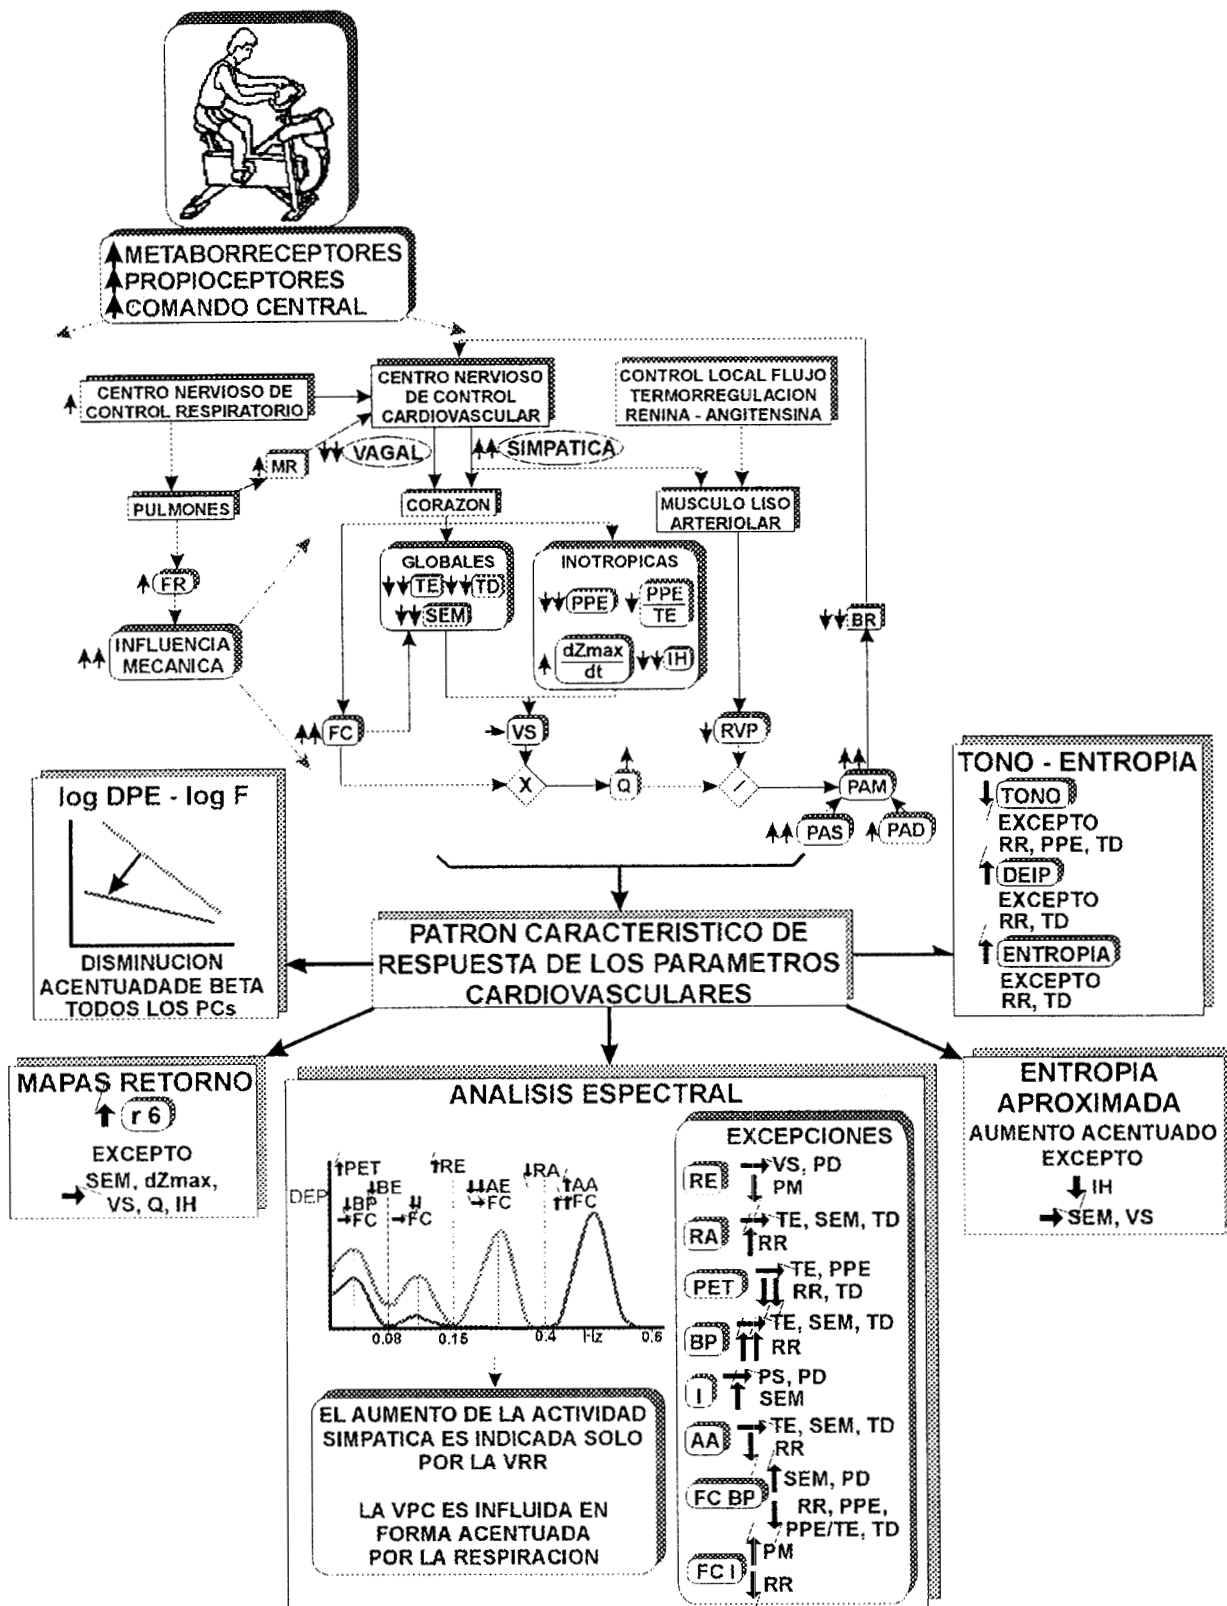 ↑METABORRECEPTORES
↑PROPIOCEPTORES
↑COMANDO CENTRAL
↑ CENTRO NERVIOSO DE
CONTROL RESPIRATORIO
CENTRO NERVIOSO
DE CONTROL
CARDIOVASCULAR
CONTROL LOCAL FLUJO
TERMORREGULACION
RENINA - ANGITENSINA
↓↓ VAGAL
↑↑ SIMPATICA
↑ MR
PULMONES
CORAZON
MUSCULO LISO
ARTERIOLAR
↑ FR
↑↑ INFLUENCIA
MECANICA
GLOBALES
↓↓ TE ↓↓ TD
↓↓ SEM
INOTROPICAS
↓↓ PPE ↓ PPE
TE
↑ dZmax
dt
↓↓ IH
↓↓ BR
↑↑ FC
→ VS
↓ RVP
X
↑
Q
/
↑↑
PAM
↑↑ PAS
↑ PAD
log DPE - log F
DISMINUCION
ACENTUADADE BETA
TODOS LOS PCs
PATRON CARACTERISTICO DE
RESPUESTA DE LOS PARAMETROS
CARDIOVASCULARES
TONO - ENTROPIA
↓ TONO
EXCEPTO
RR, PPE, TD
↑ DEIP
EXCEPTO
RR, TD
↑ ENTROPIA
EXCEPTO
RR, TD
MAPAS RETORNO
↑ r 6
EXCEPTO
→ SEM, dZmax,
VS, Q, IH
ENTROPIA
APROXIMADA
AUMENTO ACENTUADO
EXCEPTO
↓ IH
→ SEM, VS
ANALISIS ESPECTRAL
DEP
↑PET
↓BP
→FC
↓BE
↓↓
→FC
↑RE
↓↓AE
→FC
↓RA
↑AA
↑↑FC
0.08 0.15 0.4 Hz 0.6
EL AUMENTO DE LA ACTIVIDAD
SIMPATICA ES INDICADA SOLO
POR LA VRR
LA VPC ES INFLUIDA EN
FORMA ACENTUADA
POR LA RESPIRACION
EXCEPCIONES
RE → VS, PD
↓ PM
RA → TE, SEM, TD
↑ RR
PET → TE, PPE
↓↓ RR, TD
BP → TE, SEM, TD
↑↑ RR
I → PS, PD
↑ SEM
AA → TE, SEM, TD
↓ RR
FC BP ↑ SEM, PD
↓ RR, PPE,
PPE/TE, TD
FC I ↑ PM
↓ RR